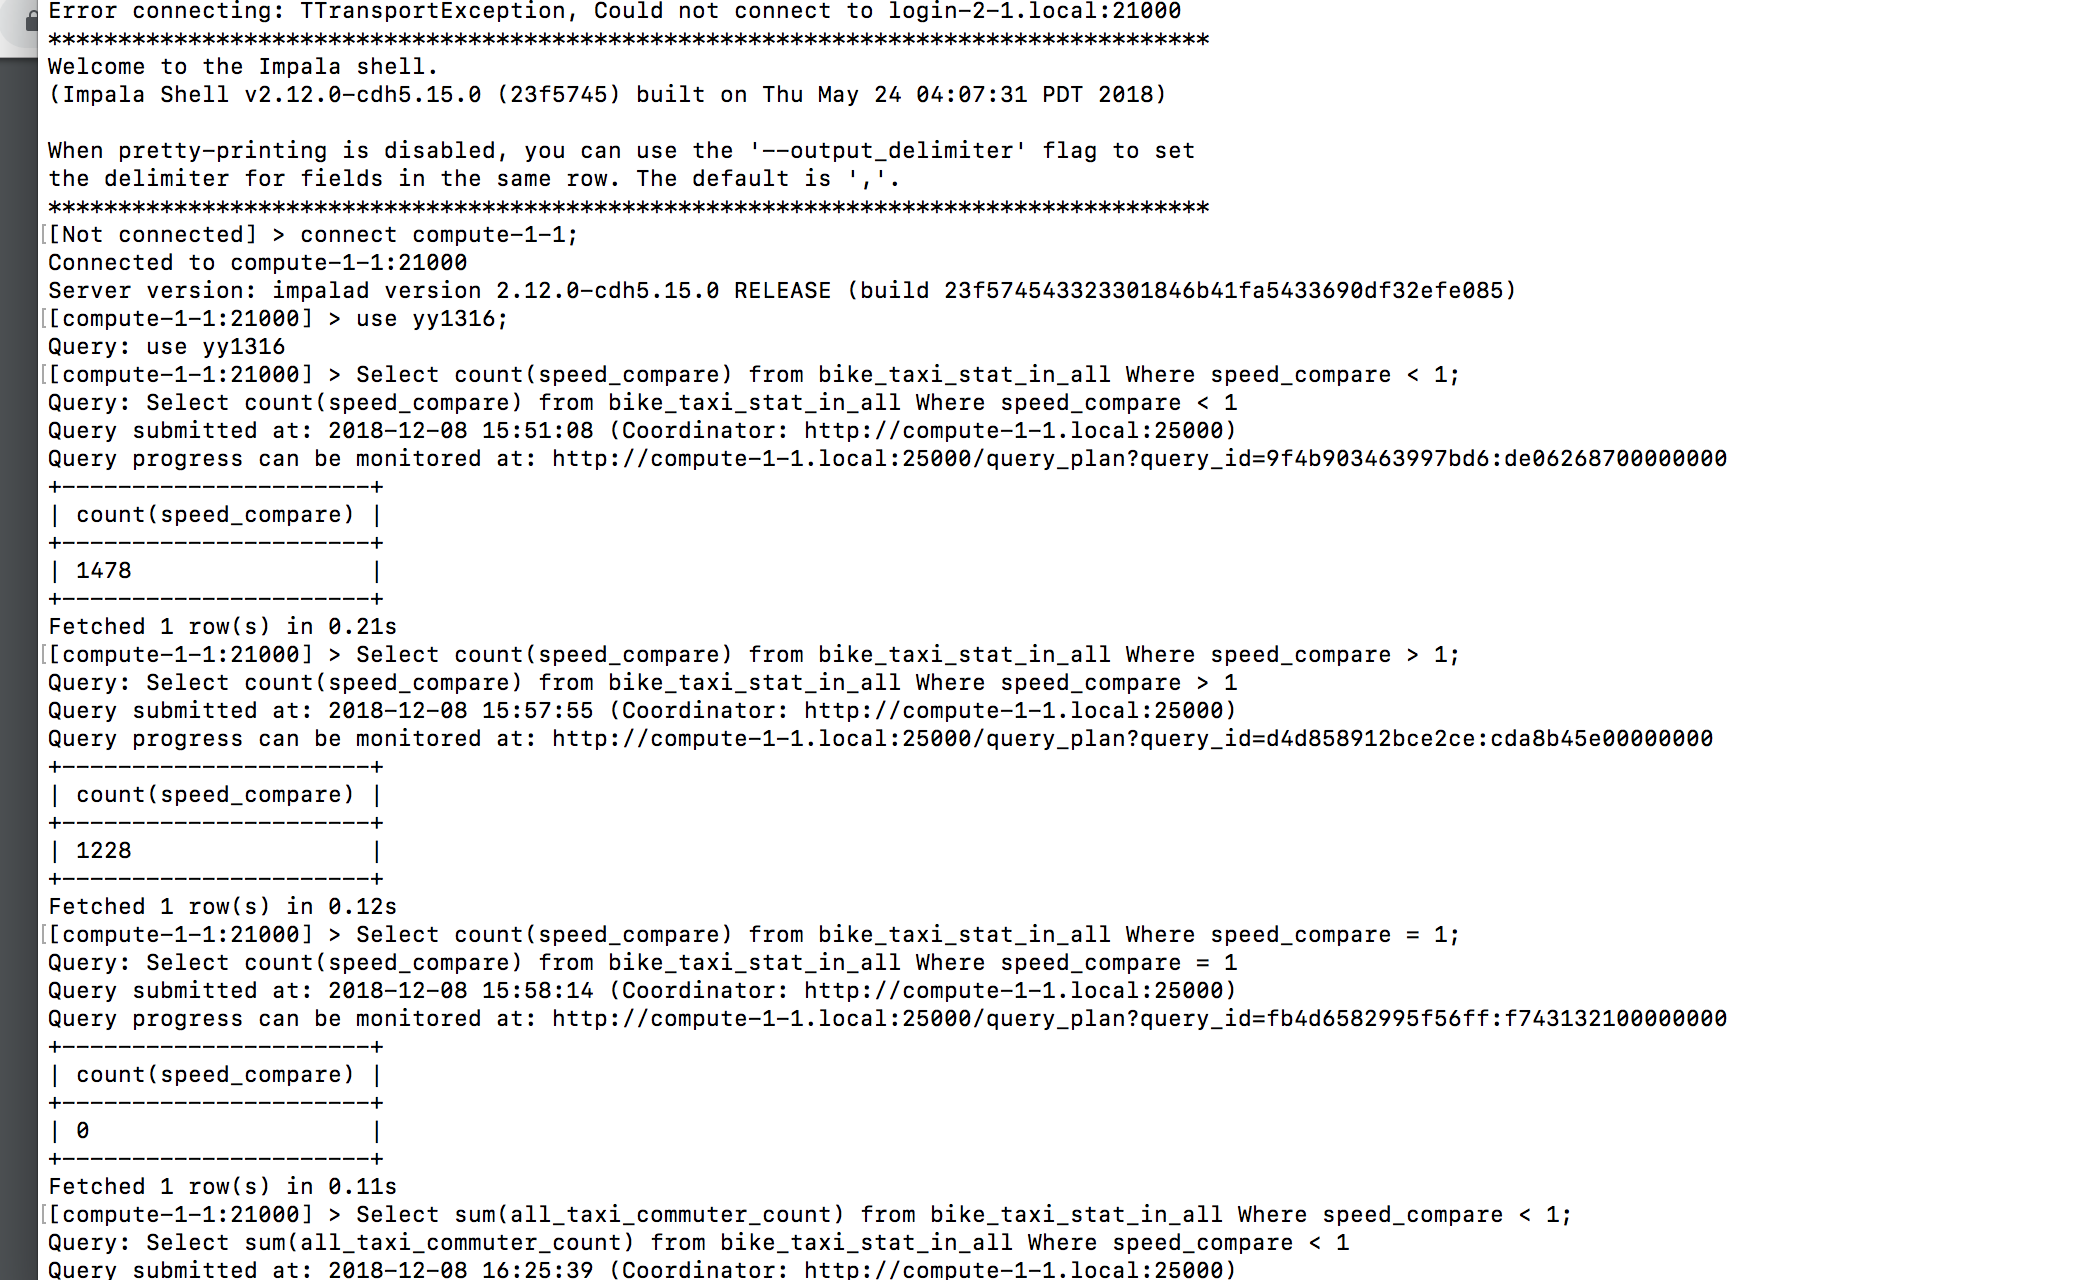 Error connecting: TTransportException, Could not connect to login-2-1.local:21000
***********************************************************************************
Welcome to the Impala shell.
(Impala Shell v2.12.0-cdh5.15.0 (23f5745) built on Thu May 24 04:07:31 PDT 2018)

When pretty-printing is disabled, you can use the '--output_delimiter' flag to set
the delimiter for fields in the same row. The default is ','.
***********************************************************************************
[[Not connected] > connect compute-1-1;
Connected to compute-1-1:21000
Server version: impalad version 2.12.0-cdh5.15.0 RELEASE (build 23f574543323301846b41fa5433690df32efe085)
[[compute-1-1:21000] > use yy1316;
Query: use yy1316
[[compute-1-1:21000] > Select count(speed_compare) from bike_taxi_stat_in_all Where speed_compare < 1;
Query: Select count(speed_compare) from bike_taxi_stat_in_all Where speed_compare < 1
Query submitted at: 2018-12-08 15:51:08 (Coordinator: http://compute-1-1.local:25000)
Query progress can be monitored at: http://compute-1-1.local:25000/query_plan?query_id=9f4b903463997bd6:de06268700000000
+----------------------+
| count(speed_compare) |
+----------------------+
| 1478                 |
+----------------------+
Fetched 1 row(s) in 0.21s
[[compute-1-1:21000] > Select count(speed_compare) from bike_taxi_stat_in_all Where speed_compare > 1;
Query: Select count(speed_compare) from bike_taxi_stat_in_all Where speed_compare > 1
Query submitted at: 2018-12-08 15:57:55 (Coordinator: http://compute-1-1.local:25000)
Query progress can be monitored at: http://compute-1-1.local:25000/query_plan?query_id=d4d858912bce2ce:cda8b45e00000000
+----------------------+
| count(speed_compare) |
+----------------------+
| 1228                 |
+----------------------+
Fetched 1 row(s) in 0.12s
[[compute-1-1:21000] > Select count(speed_compare) from bike_taxi_stat_in_all Where speed_compare = 1;
Query: Select count(speed_compare) from bike_taxi_stat_in_all Where speed_compare = 1
Query submitted at: 2018-12-08 15:58:14 (Coordinator: http://compute-1-1.local:25000)
Query progress can be monitored at: http://compute-1-1.local:25000/query_plan?query_id=fb4d6582995f56ff:f743132100000000
+----------------------+
| count(speed_compare) |
+----------------------+
| 0                    |
+----------------------+
Fetched 1 row(s) in 0.11s
[[compute-1-1:21000] > Select sum(all_taxi_commuter_count) from bike_taxi_stat_in_all Where speed_compare < 1;
Query: Select sum(all_taxi_commuter_count) from bike_taxi_stat_in_all Where speed_compare < 1
Query submitted at: 2018-12-08 16:25:39 (Coordinator: http://compute-1-1.local:25000)